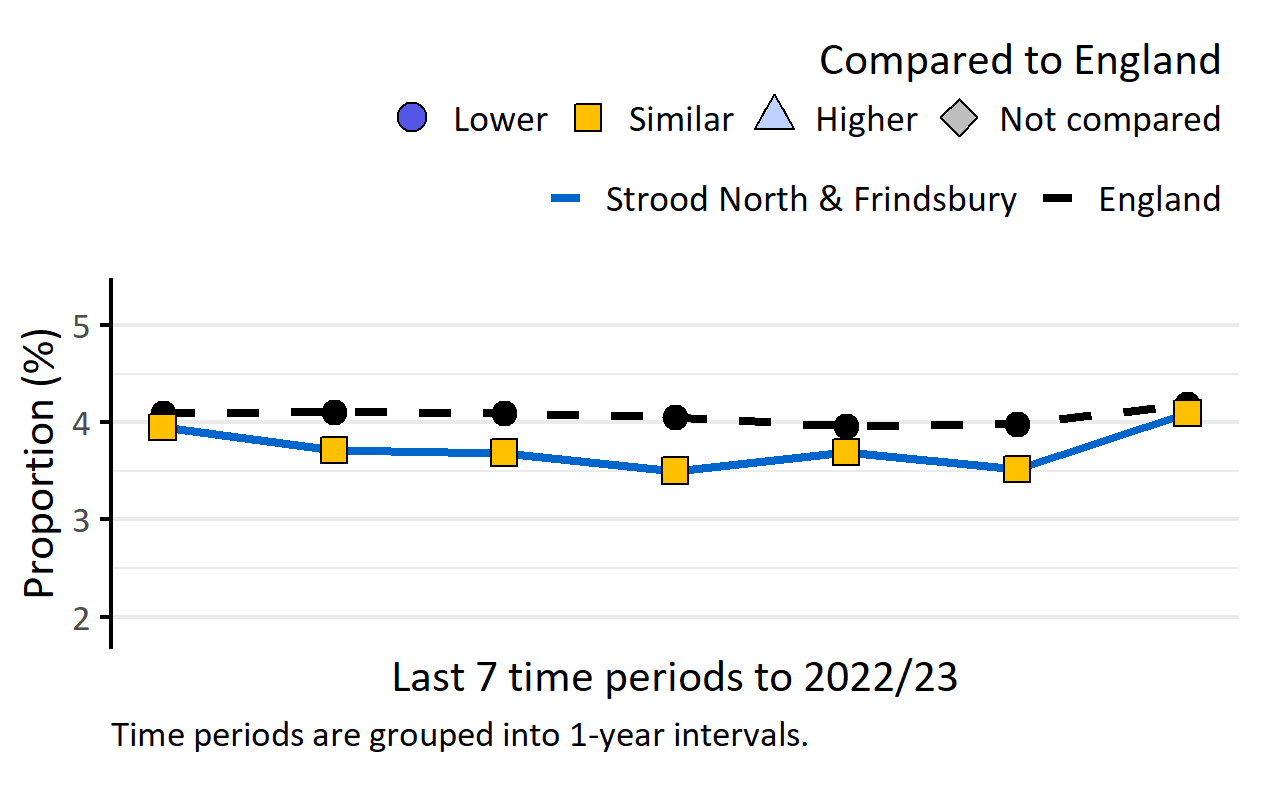 Compared to England
Lower Similar Higher Not compared
Strood North & Frindsbury England
Proportion (%)
5
4
3
2
Last 7 time periods to 2022/23
Time periods are grouped into 1-year intervals.